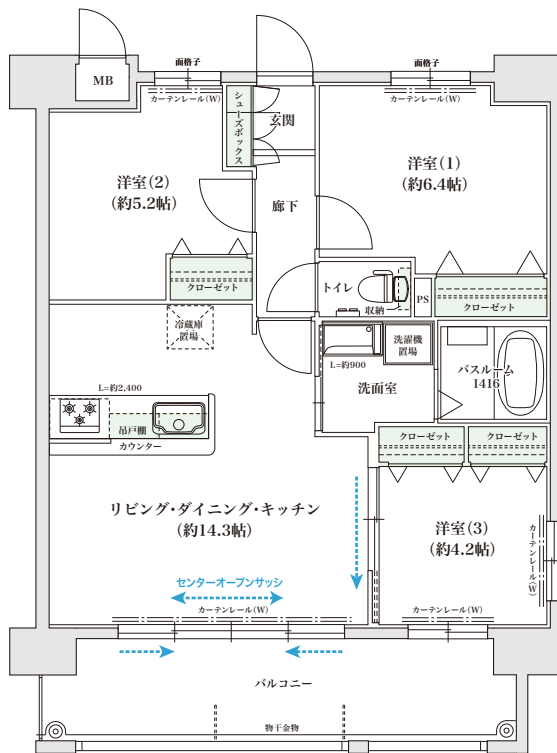 MB
面格子
面格子
カーテンレール(W)
カーテンレール(W)
シューズボックス
玄関
洋室(2)
(約5.2帖)
洋室(1)
(約6.4帖)
廊下
クローゼット
トイレ
収納
PS
クローゼット
冷蔵庫
置場
洗濯機
置場
L=約900
洗面室
バスルーム
1416
L=約2,400
吊戸棚
カウンター
クローゼット
クローゼット
リビング・ダイニング・キッチン
(約14.3帖)
洋室(3)
(約4.2帖)
カーテンレール(W)
センターオープンサッシ
カーテンレール(W)
カーテンレール(W)
バルコニー
物干金物